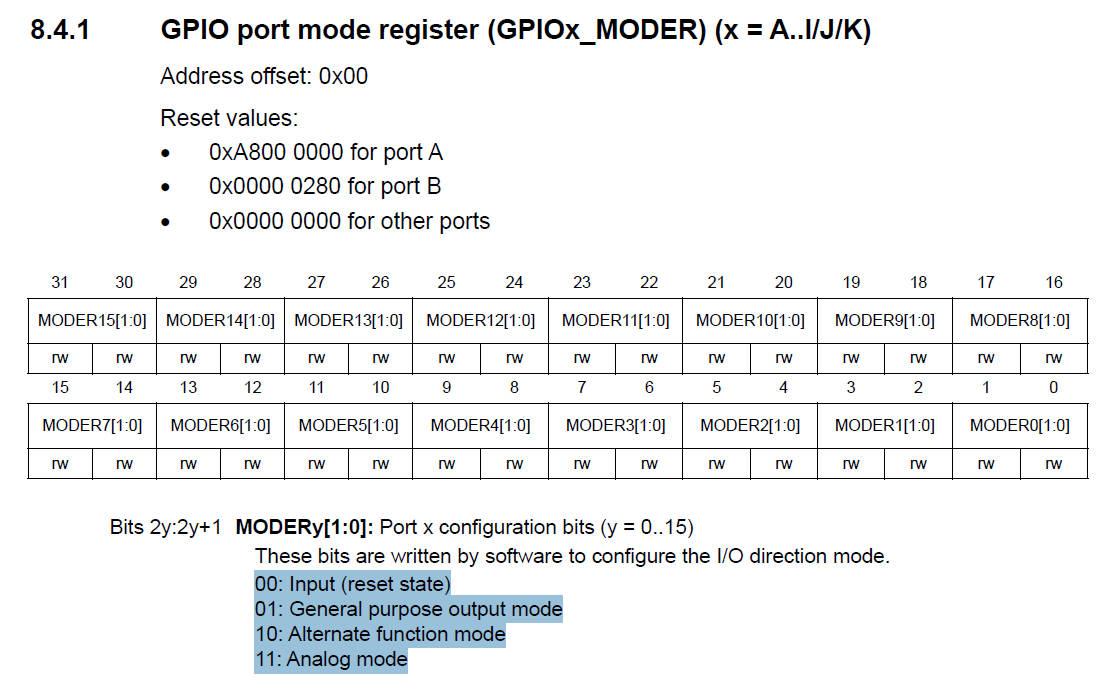 8.4.1 GPIO port mode register (GPIOx_MODER) (x = A..I/J/K)
Address offset: 0x00
Reset values:
• 0xA800 0000 for port A
• 0x0000 0280 for port B
• 0x0000 0000 for other ports
31 30 29 28 27 26 25 24 23 22 21 20 19 18 17 16
MODER15[1:0] MODER14[1:0] MODER13[1:0] MODER12[1:0] MODER11[1:0] MODER10[1:0] MODER9[1:0] MODER8[1:0]
rw rw rw rw rw rw rw rw rw rw rw rw rw rw rw rw
15 14 13 12 11 10 9 8 7 6 5 4 3 2 1 0
MODER7[1:0] MODER6[1:0] MODER5[1:0] MODER4[1:0] MODER3[1:0] MODER2[1:0] MODER1[1:0] MODER0[1:0]
rw rw rw rw rw rw rw rw rw rw rw rw rw rw rw rw
Bits 2y:2y+1 MODERy[1:0]: Port x configuration bits (y = 0..15)
These bits are written by software to configure the I/O direction mode.
00: Input (reset state)
01: General purpose output mode
10: Alternate function mode
11: Analog mode